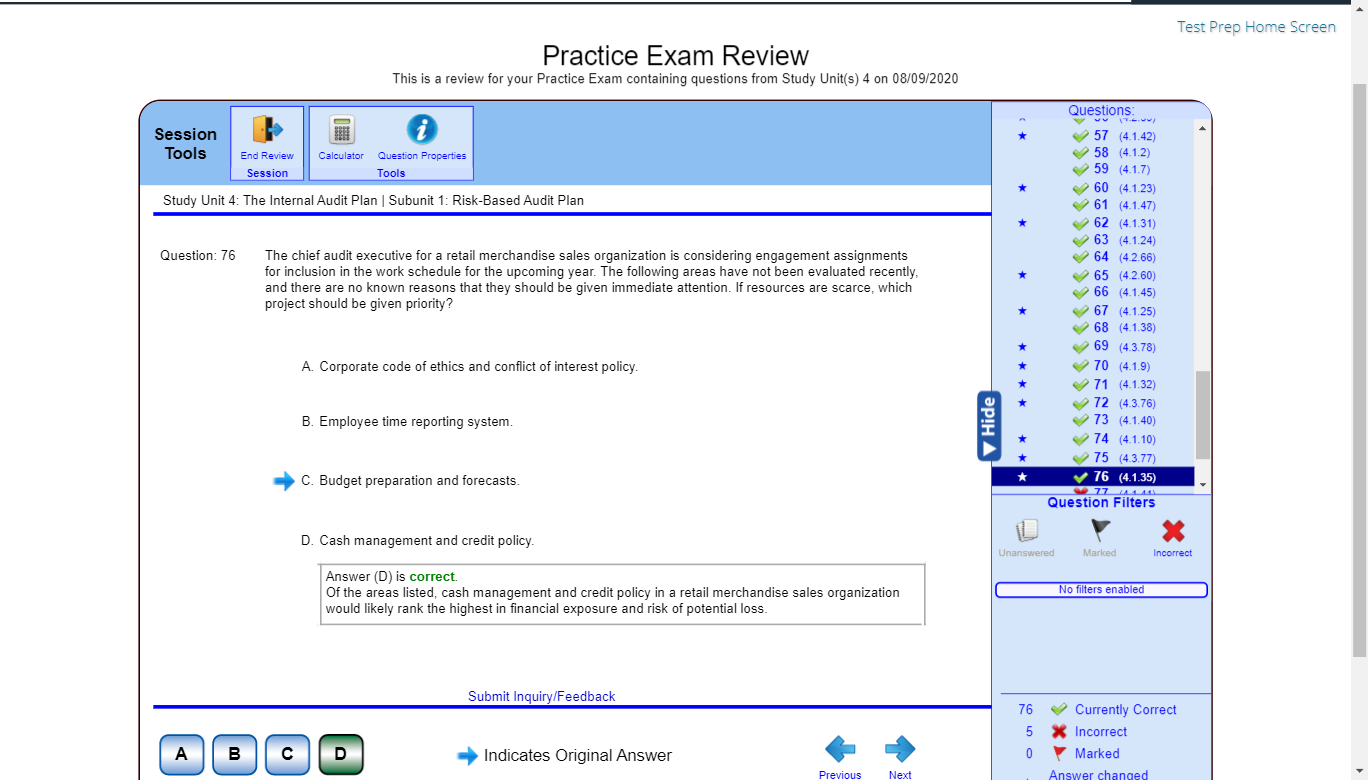 Test Prep Home Screen
Practice Exam Review
This is a review for your Practice Exam containing questions from Study Unit(s) 4 on 08/09/2020
Session Tools
End Review
Session
Calculator
Question Properties
Tools
Study Unit 4: The Internal Audit Plan | Subunit 1: Risk-Based Audit Plan
Question: 76
The chief audit executive for a retail merchandise sales organization is considering engagement assignments
for inclusion in the work schedule for the upcoming year. The following areas have not been evaluated recently,
and there are no known reasons that they should be given immediate attention. If resources are scarce, which
project should be given priority?
A. Corporate code of ethics and conflict of interest policy.
B. Employee time reporting system.
C. Budget preparation and forecasts.
D. Cash management and credit policy.
Answer (D) is correct.
Of the areas listed, cash management and credit policy in a retail merchandise sales organization
would likely rank the highest in financial exposure and risk of potential loss.
Submit Inquiry/Feedback
A B C D
Indicates Original Answer
Previous
Next
Hide
Questions:
57 (4.1.42)
58 (4.1.2)
59 (4.1.7)
60 (4.1.23)
61 (4.1.47)
62 (4.1.31)
63 (4.1.24)
64 (4.2.66)
65 (4.2.60)
66 (4.1.45)
67 (4.1.25)
68 (4.1.38)
69 (4.3.78)
70 (4.1.9)
71 (4.1.32)
72 (4.3.76)
73 (4.1.40)
74 (4.1.10)
75 (4.3.77)
76 (4.1.35)
Question Filters
Unanswered
Marked
Incorrect
No filters enabled
76 Currently Correct
5 Incorrect
0 Marked
Answer changed